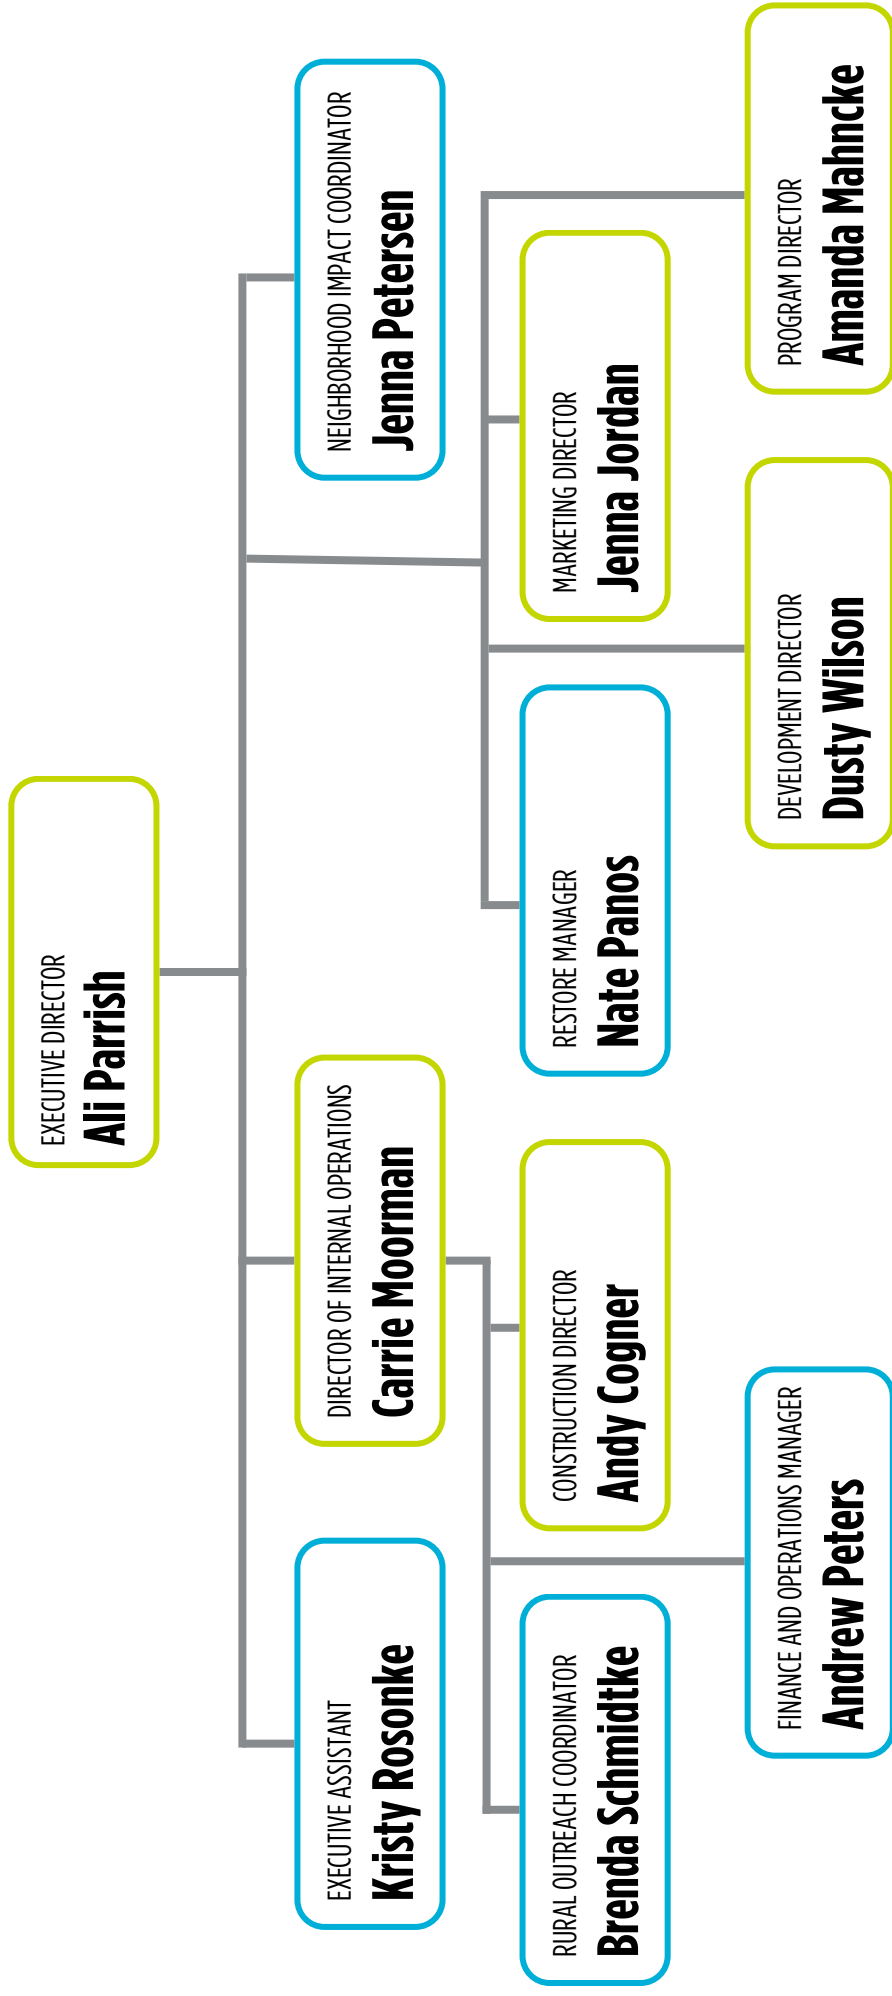 EXECUTIVE DIRECTOR
Ali Parrish
EXECUTIVE ASSISTANT
Kristy Rosonke
DIRECTOR OF INTERNAL OPERATIONS
Carrie Moorman
NEIGHBORHOOD IMPACT COORDINATOR
Jenna Petersen
RURAL OUTREACH COORDINATOR
Brenda Schmidtke
CONSTRUCTION DIRECTOR
Andy Cogner
RESTORE MANAGER
Nate Panos
MARKETING DIRECTOR
Jenna Jordan
FINANCE AND OPERATIONS MANAGER
Andrew Peters
DEVELOPMENT DIRECTOR
Dusty Wilson
PROGRAM DIRECTOR
Amanda Mahncke